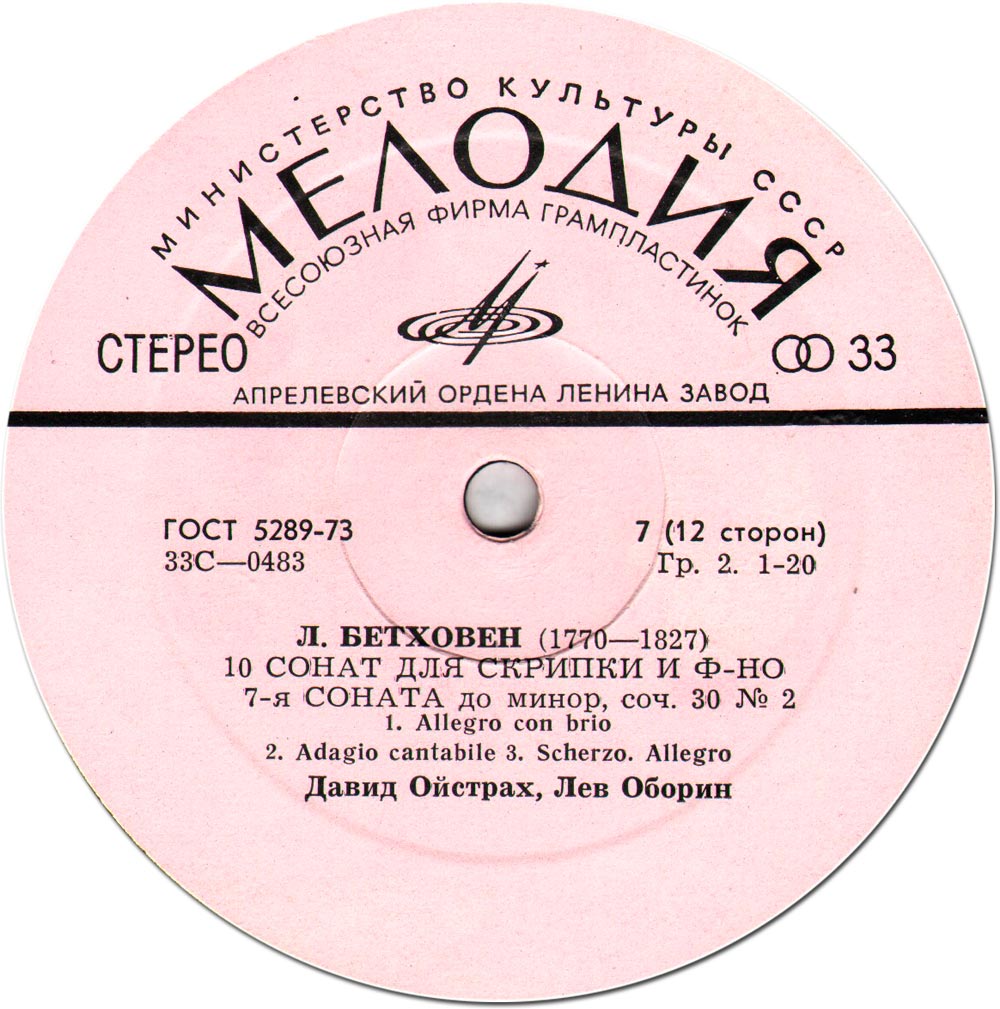 МИНИСТЕРСТВО КУЛЬТУРЫ СССР
МЕЛОДИЯ
ВСЕСОЮЗНАЯ ФИРМА ГРАМПЛАСТИНОК
СТЕРЕО 33
АПРЕЛЕВСКИЙ ОРДЕНА ЛЕНИНА ЗАВОД
ГОСТ 5289-73 7 (12 сторон)
33С—0483 Гр. 2. 1-20
Л. БЕТХОВЕН (1770—1827)
10 СОНАТ ДЛЯ СКРИПКИ И Ф-НО
7-я СОНАТА до минор, соч. 30 № 2
1. Allegro con brio
2. Adagio cantabile 3. Scherzo. Allegro
Давид Ойстрах, Лев Оборин